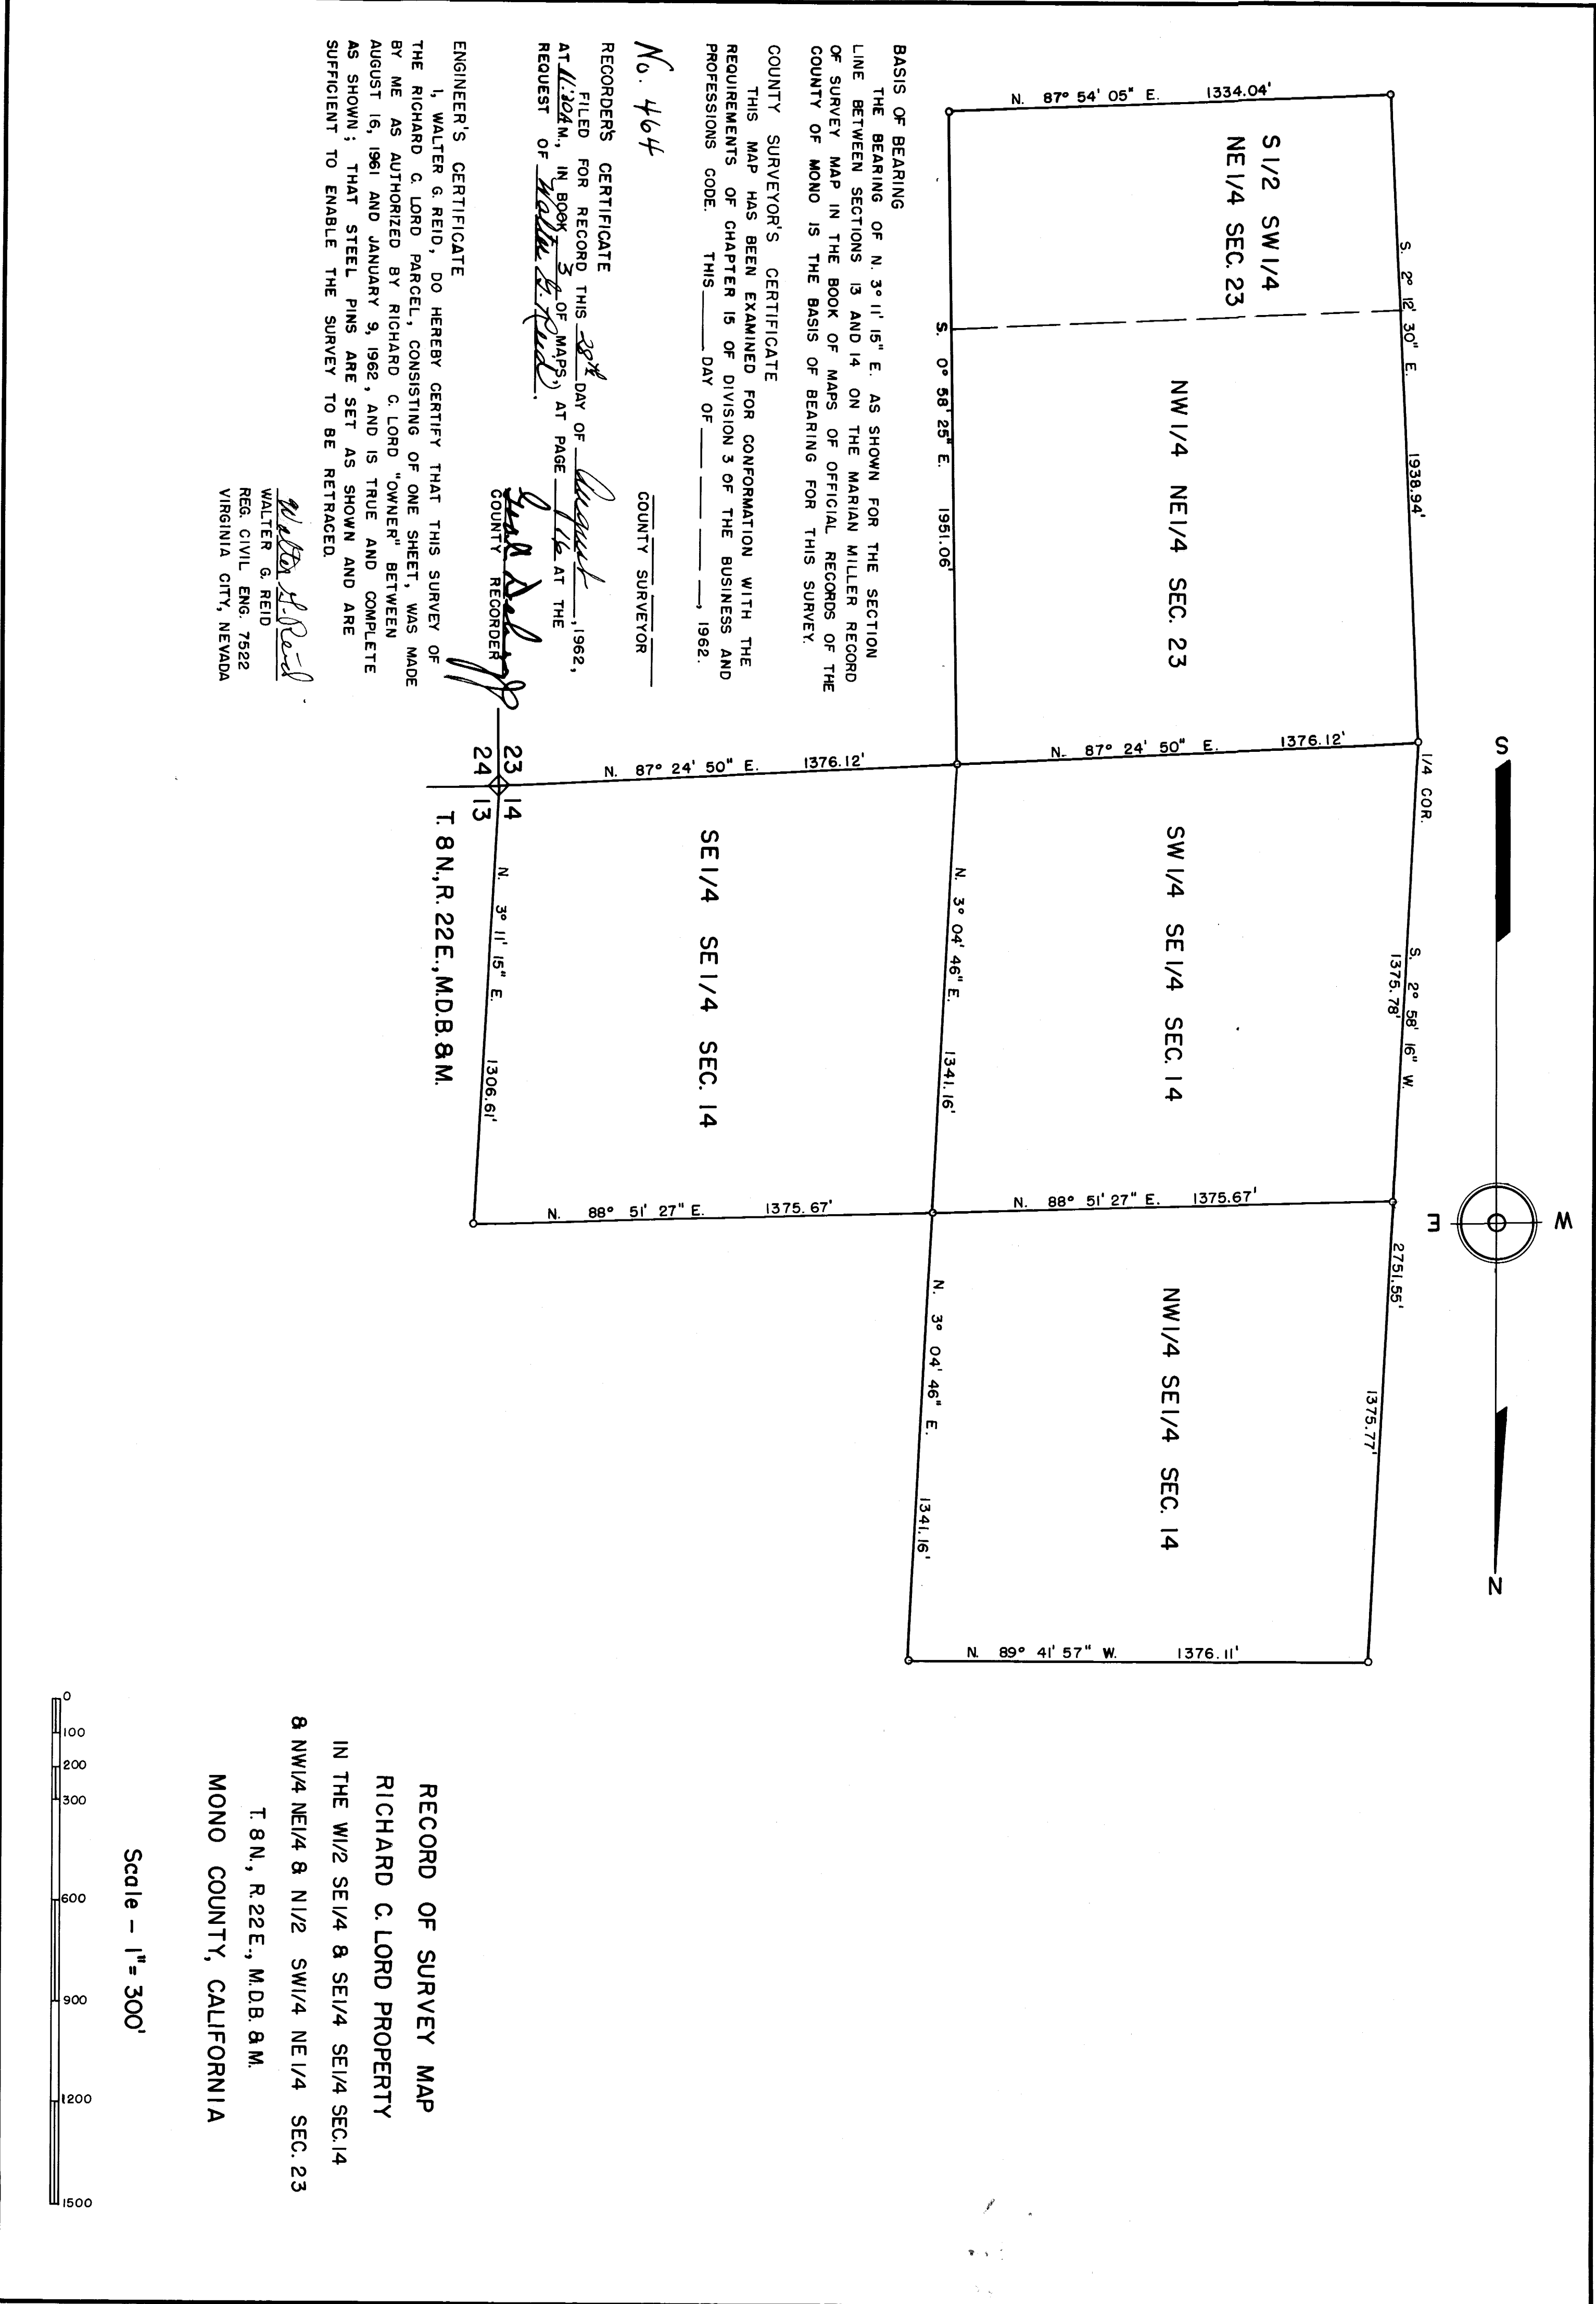 S
W
E
N
S. 2° 12' 30" E. 1938.94'
1/4 COR.
S. 2° 58' 16" W.
1375.78'
2751.55'
1375.77'
N. 87° 54' 05" E. 1334.04'
S 1/2 SW 1/4
NE 1/4 SEC. 23
NW 1/4 NE 1/4 SEC. 23
N. 87° 24' 50" E. 1376.12'
SW 1/4 SE 1/4 SEC. 14
N. 88° 51' 27" E. 1375.67'
NW 1/4 SE 1/4 SEC. 14
N. 89° 41' 57" W. 1376.11'
S. 0° 58' 25" E. 1951.06'
N. 3° 04' 46" E. 1341.16'
N. 3° 04' 46" E. 1341.16'
N. 87° 24' 50" E. 1376.12'
SE 1/4 SE 1/4 SEC. 14
N. 88° 51' 27" E. 1375.67'
23 14
24 13
N. 3° 11' 15" E. 1306.61'
T. 8 N., R. 22 E., M.D.B. & M.
BASIS OF BEARING
THE BEARING OF N. 3° 11' 15" E. AS SHOWN FOR THE SECTION
LINE BETWEEN SECTIONS 13 AND 14 ON THE MARIAN MILLER RECORD
OF SURVEY MAP IN THE BOOK OF MAPS OF OFFICIAL RECORDS OF THE
COUNTY OF MONO IS THE BASIS OF BEARING FOR THIS SURVEY.
COUNTY SURVEYOR'S CERTIFICATE
THIS MAP HAS BEEN EXAMINED FOR CONFORMATION WITH THE
REQUIREMENTS OF CHAPTER 15 OF DIVISION 3 OF THE BUSINESS AND
PROFESSIONS CODE. THIS ____ DAY OF ____, 1962.
COUNTY SURVEYOR
No. 464
RECORDER'S CERTIFICATE
FILED FOR RECORD THIS 28th DAY OF August, 1962,
AT 11:20 A M., IN BOOK 3 OF MAPS, AT PAGE 16 AT THE
REQUEST OF Walter G. Reid.
COUNTY RECORDER
ENGINEER'S CERTIFICATE
I, WALTER G. REID, DO HEREBY CERTIFY THAT THIS SURVEY OF
THE RICHARD C. LORD PARCEL, CONSISTING OF ONE SHEET, WAS MADE
BY ME AS AUTHORIZED BY RICHARD C. LORD "OWNER" BETWEEN
AUGUST 16, 1961 AND JANUARY 9, 1962, AND IS TRUE AND COMPLETE
AS SHOWN; THAT STEEL PINS ARE SET AS SHOWN AND ARE
SUFFICIENT TO ENABLE THE SURVEY TO BE RETRACED.
Walter G. Reid
WALTER G. REID
REG. CIVIL ENG. 7522
VIRGINIA CITY, NEVADA
RECORD OF SURVEY MAP
RICHARD C. LORD PROPERTY
IN THE W1/2 SE 1/4 & SE1/4 SE1/4 SEC. 14
& NW1/4 NE1/4 & N1/2 SW1/4 NE 1/4 SEC. 23
T. 8 N., R. 22 E., M.D.B. & M.
MONO COUNTY, CALIFORNIA
Scale - 1" = 300'
0 100 200 300 600 900 1200 1500